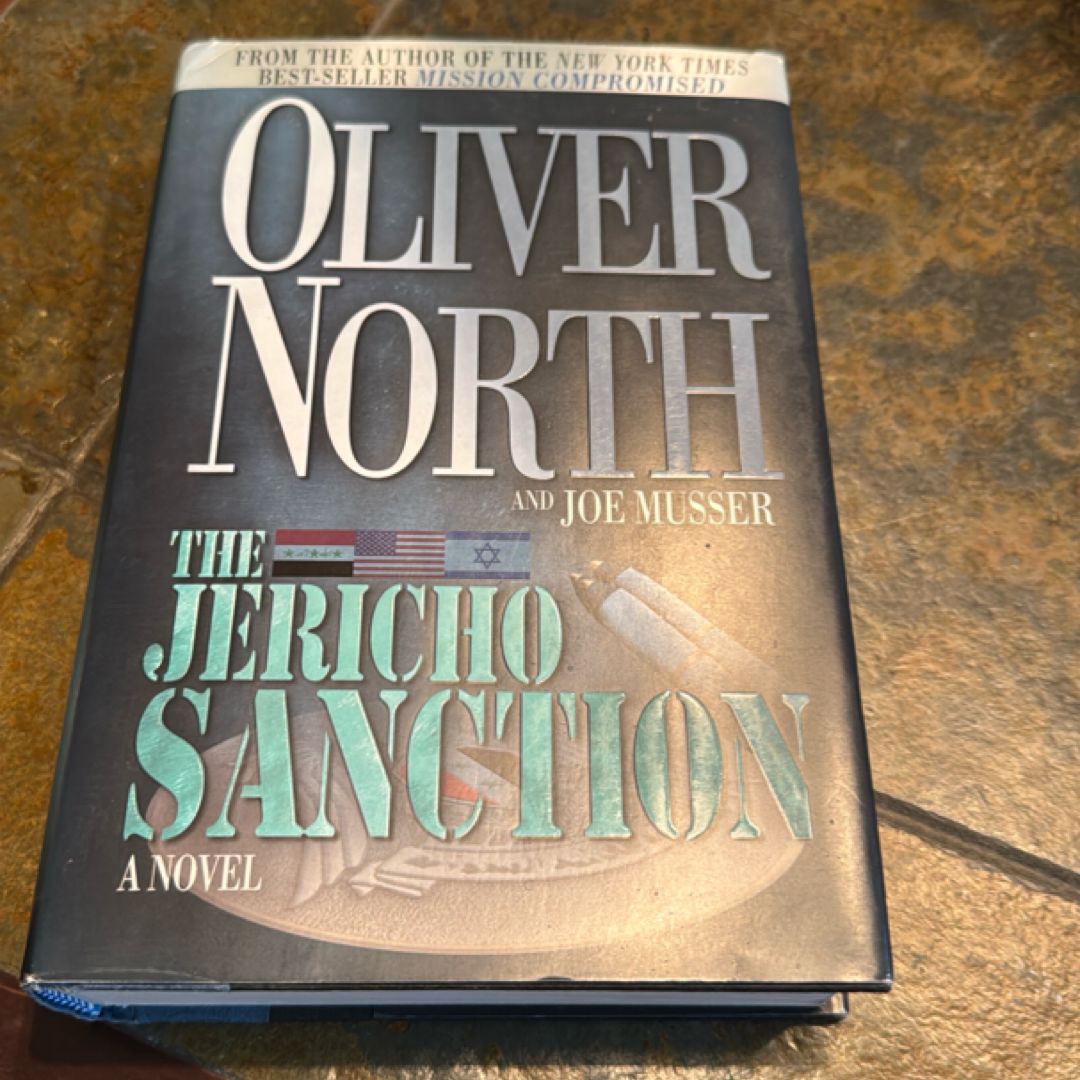 FROM THE AUTHOR OF THE NEW YORK TIMES
BEST-SELLER MISSION COMPROMISED
OLIVER
NORTH
AND JOE MUSSER
THE
JERICHO
SANCTION
A NOVEL